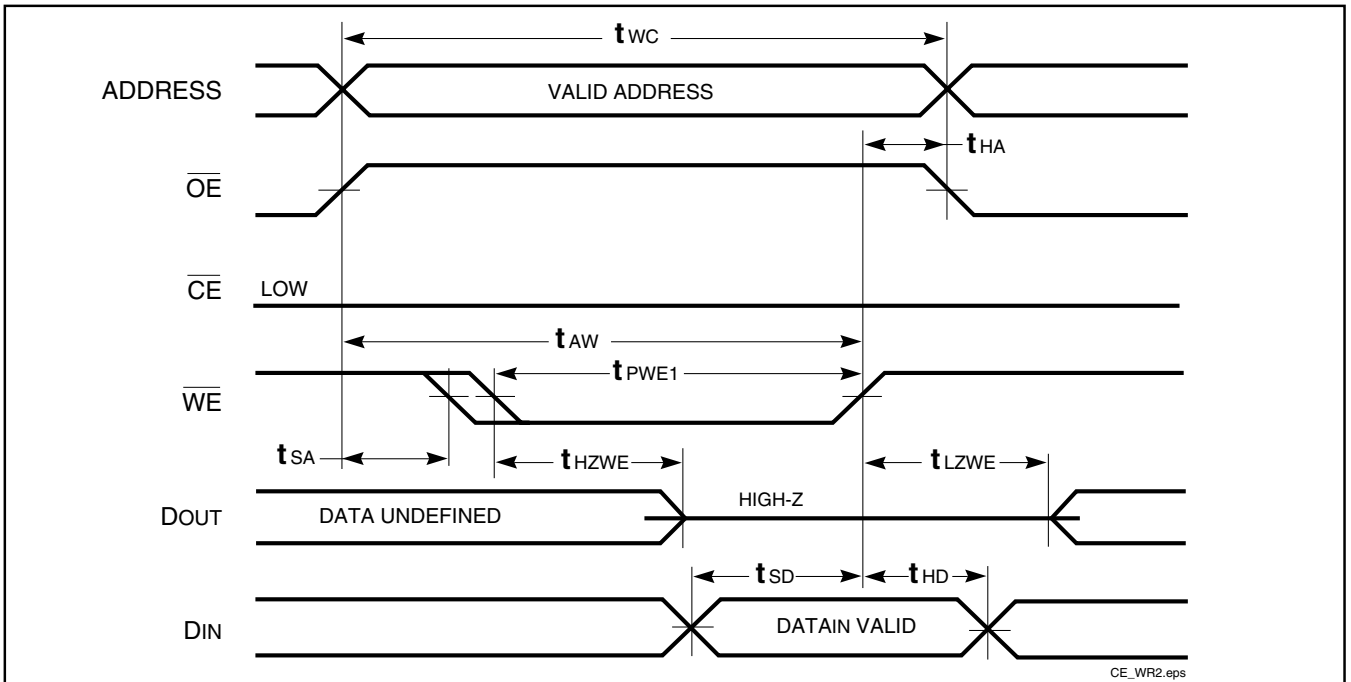 tWC
ADDRESS VALID ADDRESS
tHA
OE
CE LOW
tAW
tPWE1
WE
tSA tHZWE tLZWE
HIGH-Z
DOUT DATA UNDEFINED
tSD tHD
DIN DATAIN VALID
CE_WR2.eps